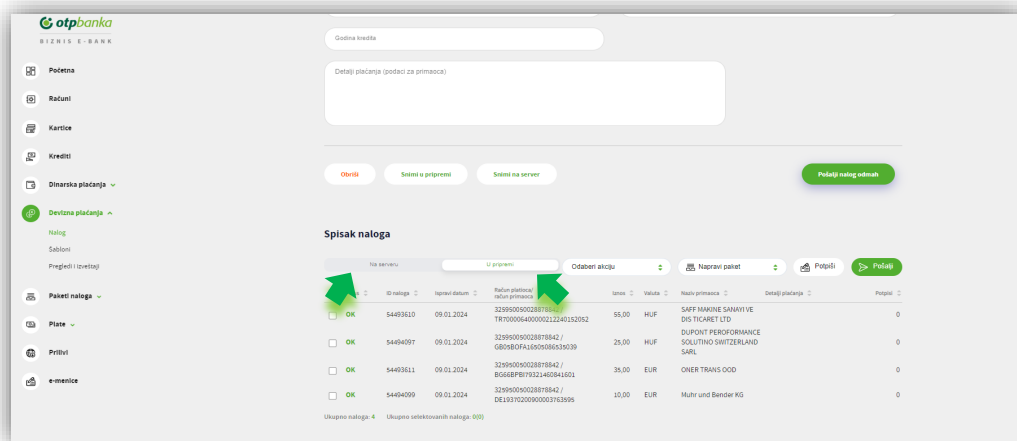 otpbanka
BIZNIS E-BANK
Početna
Računi
Kartice
Krediti
Dinarska plaćanja
Devizna plaćanja
Nalog
Šabloni
Pregledi i izveštaji
Paketi naloga
Plate
Prilivi
e-menice
Godina kredita
Detalji plaćanja (podaci za primaoca)
Obriši Snimi u pripremi Snimi na server Pošalji nalog odmah
Spisak naloga
Na serveru U pripremi Odaberi akciju Napravi paket Potpiši Pošalji
ID naloga Ispravi datum Račun platioca/ račun primaoca Iznos Valuta Naziv primaoca Detalji plaćanja Potpisi
OK 54493610 09.01.2024 325950050028878842 / TR700006400000212240152052 55,00 HUF SAFF MAKINE SANAYI VE DIS TICARET LTD 0
OK 54494097 09.01.2024 325950050028878842 / GB05BOFA16505086535039 25,00 HUF DUPONT PEROFORMANCE SOLUTINO SWITZERLAND SARL 0
OK 54493611 09.01.2024 325950050028878842 / BG66BPBI79321460841601 35,00 EUR ONER TRANS OOD 0
OK 54494099 09.01.2024 325950050028878842 / DE19370209000003763595 10,00 EUR Muhr und Bender KG 0
Ukupno naloga: 4 Ukupno selektovanih naloga: 0(0)